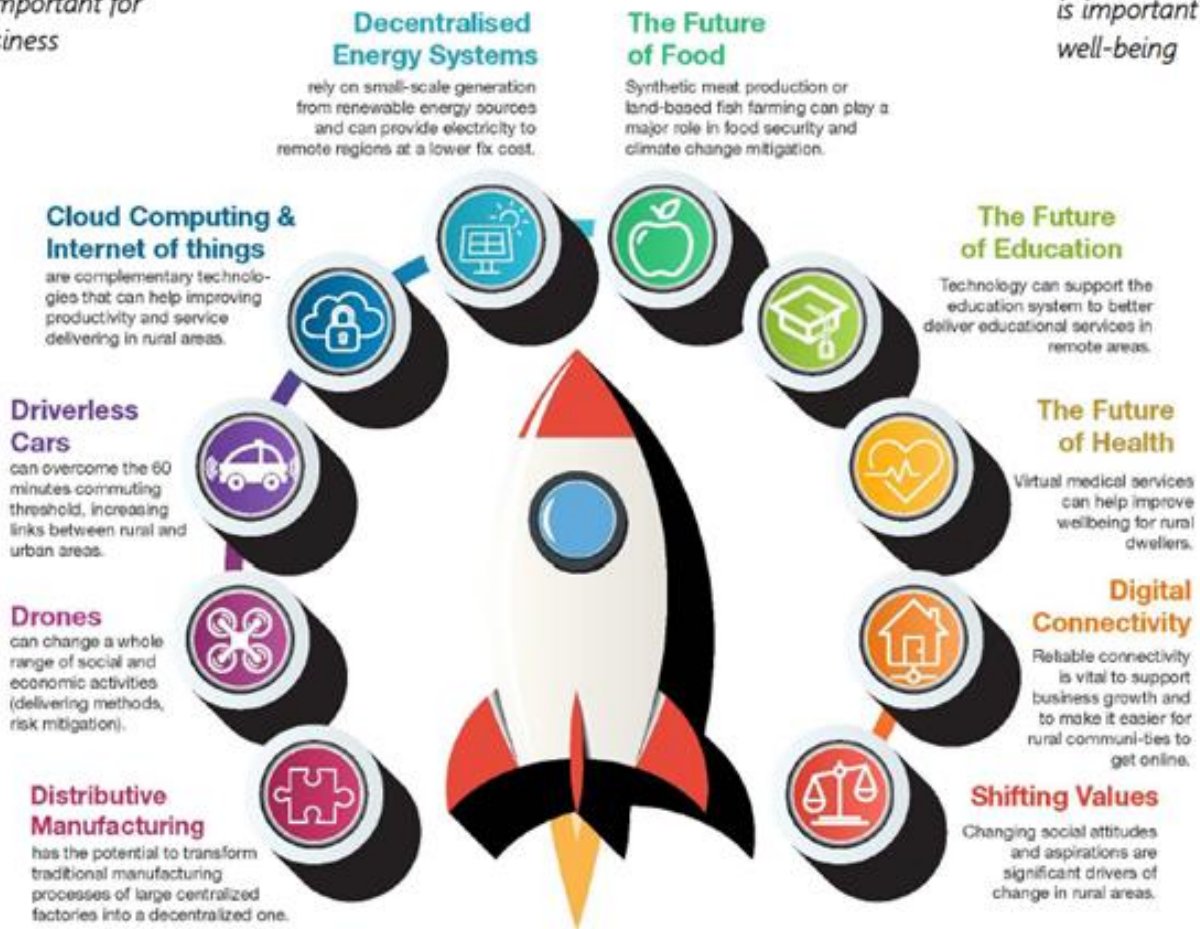 important for
iness
is important
well-being
Decentralised
Energy Systems
rely on small-scale generation
from renewable energy sources
and can provide electricity to
remote regions at a lower fix cost.
The Future
of Food
Synthetic meat production or
land-based fish farming can play a
major role in food security and
climate change mitigation.
Cloud Computing &
Internet of things
are complementary technolo-
gies that can help improving
productivity and service
delivering in rural areas.
The Future
of Education
Technology can support the
education system to better
deliver educational services in
remote areas.
Driverless
Cars
can overcome the 60
minutes commuting
threshold, increasing
links between rural and
urban areas.
The Future
of Health
Virtual medical services
can help improve
wellbeing for rural
dwellers.
Drones
can change a whole
range of social and
economic activities
(delivering methods,
risk mitigation).
Digital
Connectivity
Reliable connectivity
is vital to support
business growth and
to make it easier for
rural communi-ties to
get online.
Distributive
Manufacturing
has the potential to transform
traditional manufacturing
processes of large centralized
factories into a decentralized one.
Shifting Values
Changing social attitudes
and aspirations are
significant drivers of
change in rural areas.